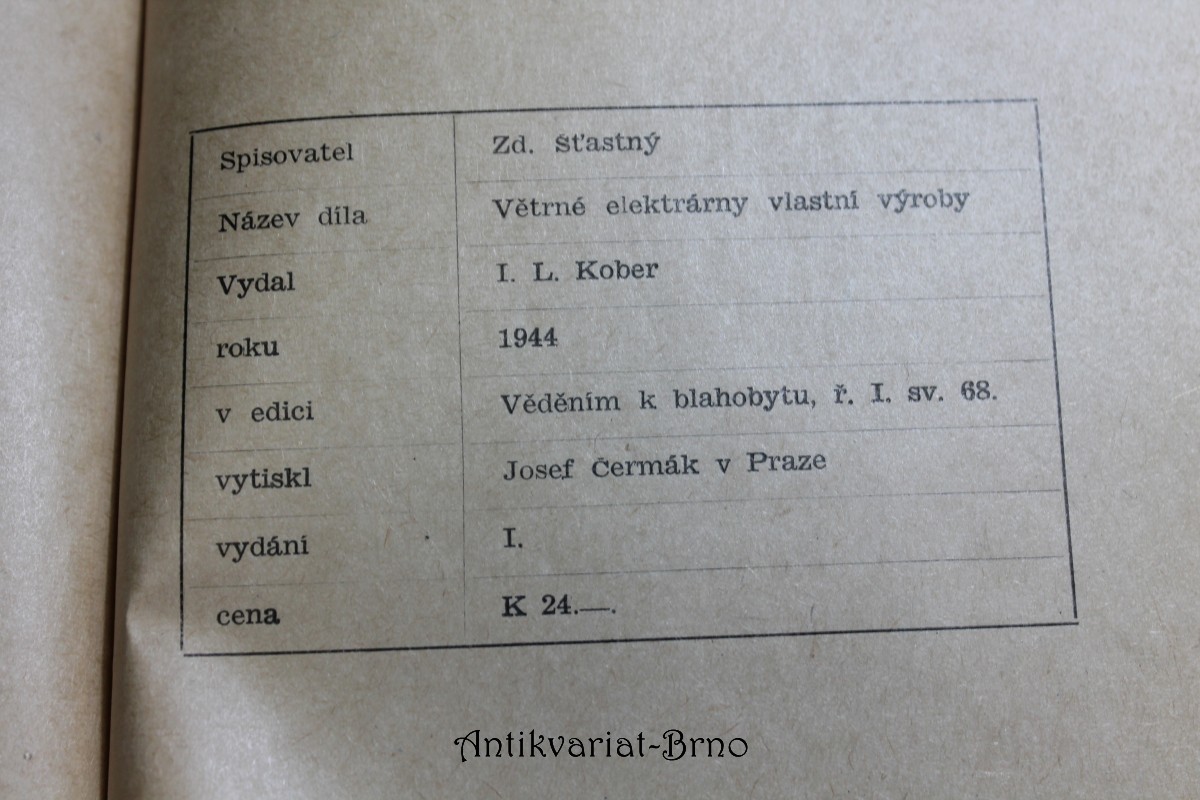 Spisovatel Zd. Šťastný
Název díla Větrné elektrárny vlastní výroby
Vydal I. L. Kober
roku 1944
v edici Věděním k blahobytu, ř. I. sv. 68.
vytiskl Josef Čermák v Praze
vydání I.
cena K 24.—.
Antikvariat-Brno